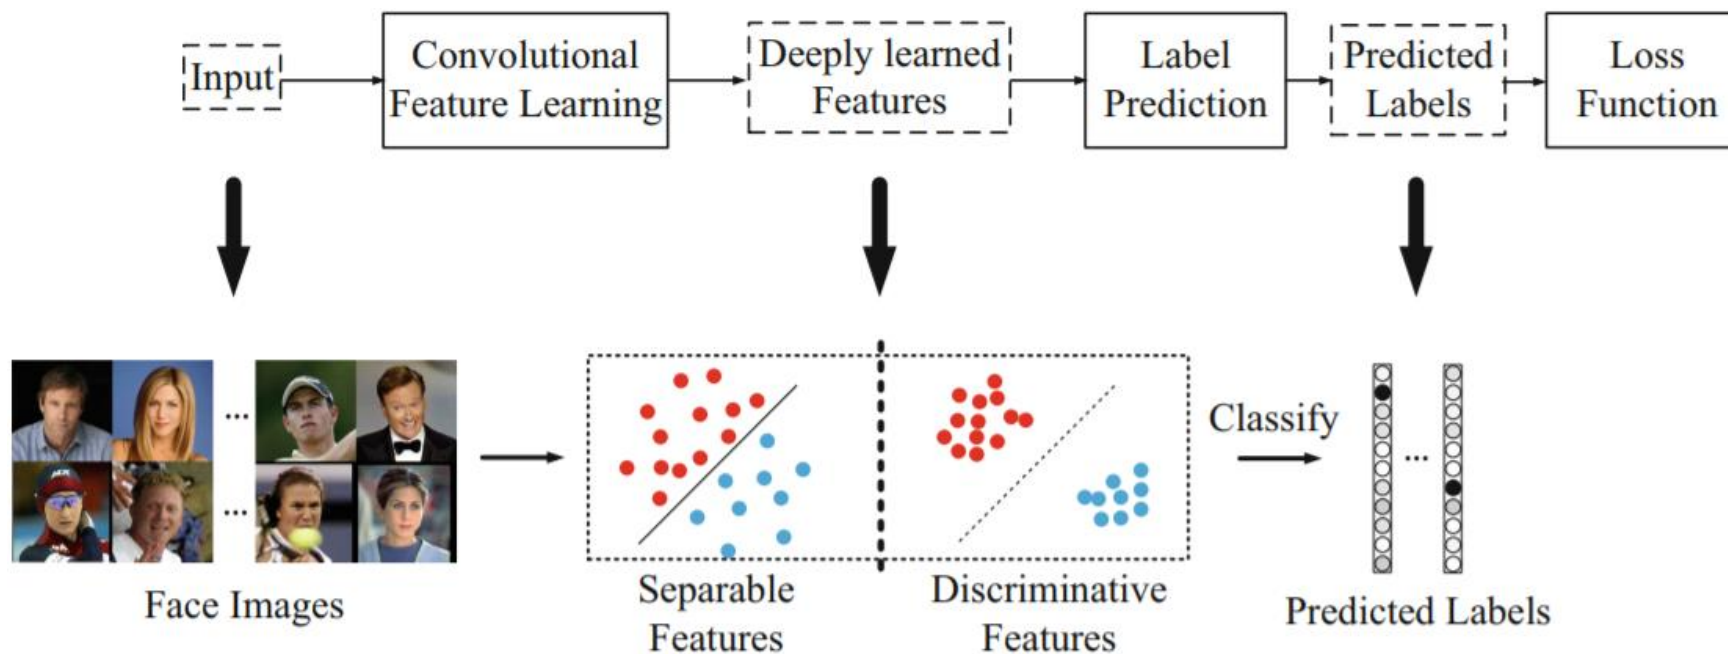 Input
Convolutional
Feature Learning
Deeply learned
Features
Label
Prediction
Predicted
Labels
Loss
Function
...
...
Face Images
Separable
Features
Discriminative
Features
Classify
...
Predicted Labels